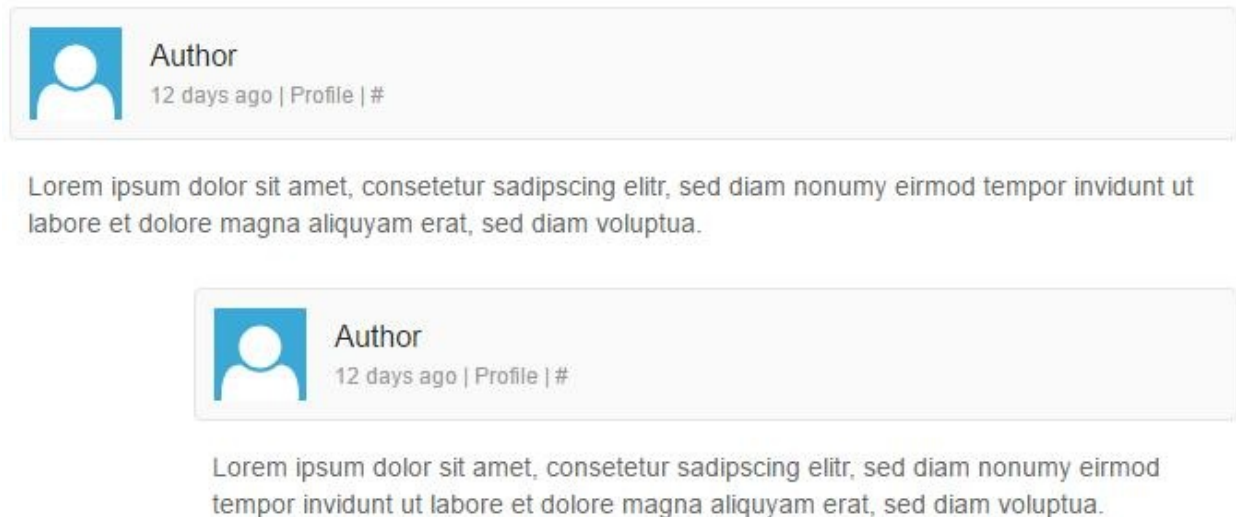 Author
12 days ago | Profile | #
Lorem ipsum dolor sit amet, consetetur sadipscing elitr, sed diam nonumy eirmod tempor invidunt ut
labore et dolore magna aliquyam erat, sed diam voluptua.
Author
12 days ago | Profile | #
Lorem ipsum dolor sit amet, consetetur sadipscing elitr, sed diam nonumy eirmod
tempor invidunt ut labore et dolore magna aliquyam erat, sed diam voluptua.